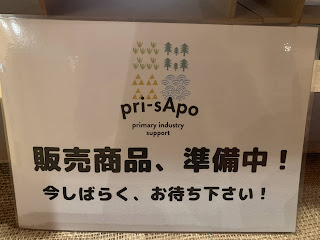 pri-sApo
primary industry
support
販売商品、準備中！
今しばらく、お待ち下さい！